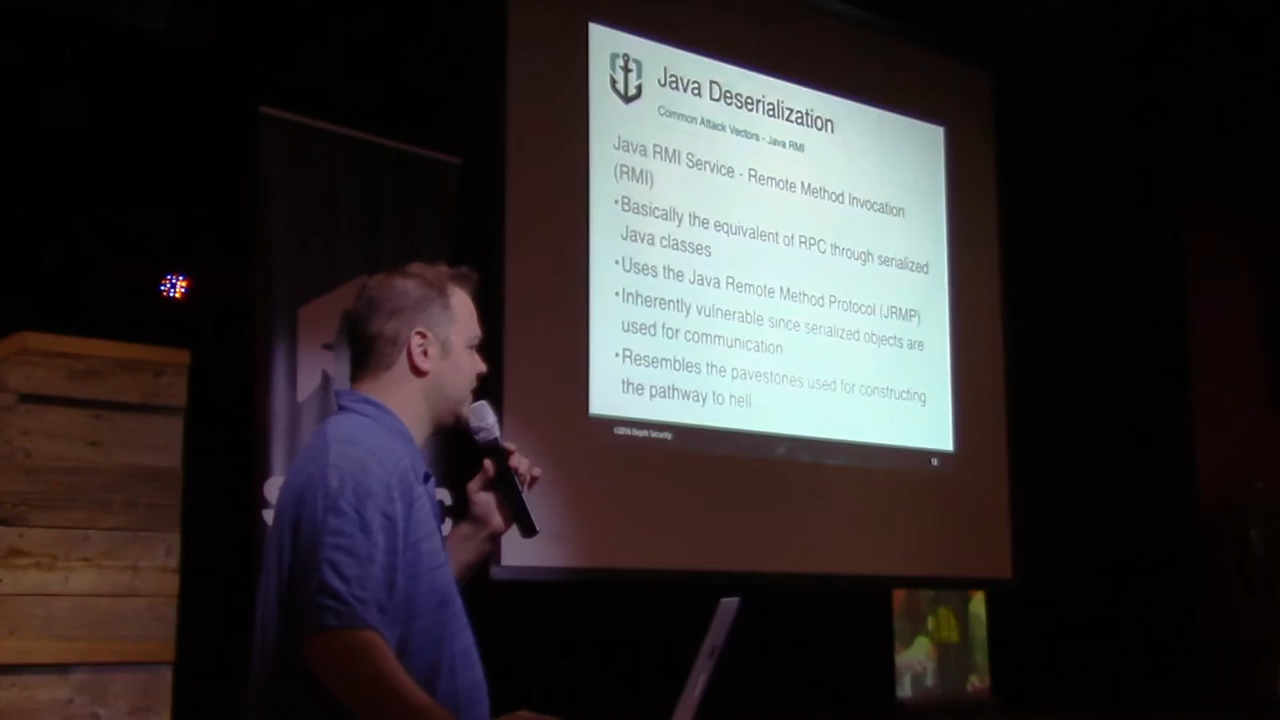 Java Deserialization
Common Attack Vectors - Java RMI
Java RMI Service - Remote Method Invocation
(RMI)
•Basically the equivalent of RPC through serialized
Java classes
•Uses the Java Remote Method Protocol (JRMP)
•Inherently vulnerable since serialized objects are
used for communication
•Resembles the pavestones used for constructing
the pathway to hell
©2016 Depth Security